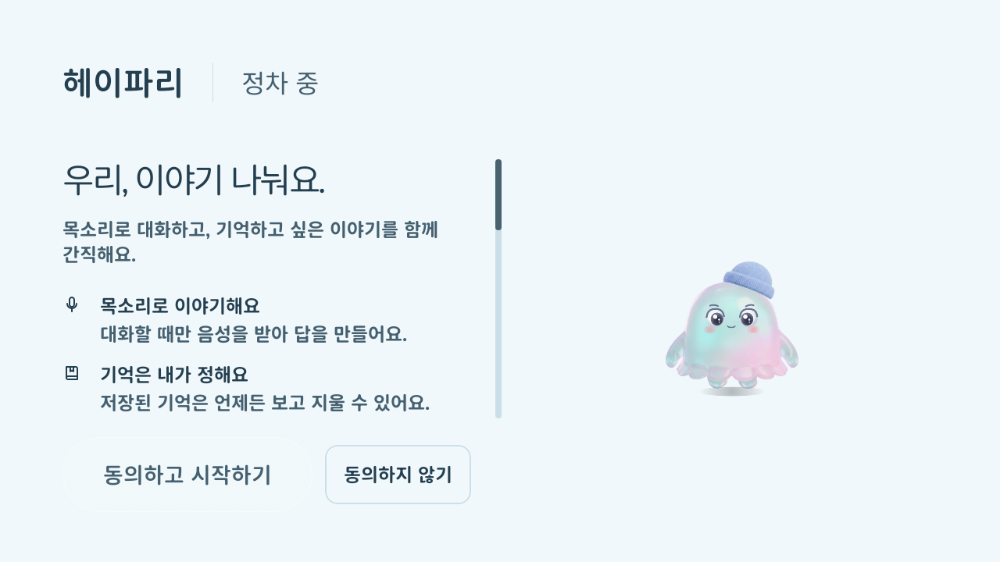 헤이파리
정차 중
우리, 이야기 나눠요.
목소리로 대화하고, 기억하고 싶은 이야기를 함께
간직해요.
목소리로 이야기해요
대화할 때만 음성을 받아 답을 만들어요.
기억은 내가 정해요
저장된 기억은 언제든 보고 지울 수 있어요.
동의하고 시작하기
동의하지 않기